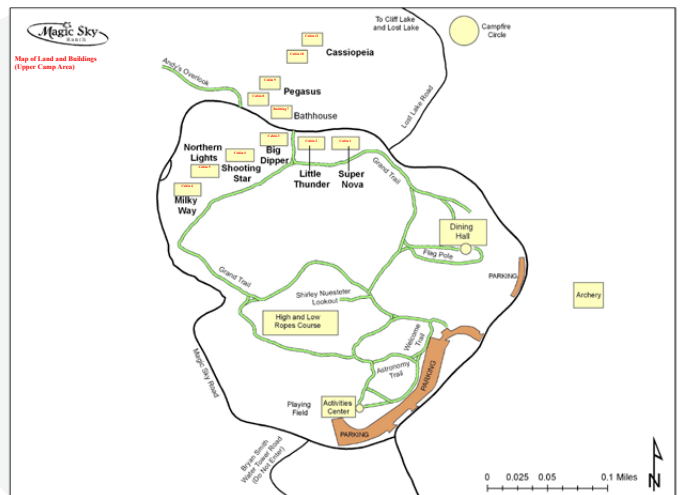 Magic Sky
Ranch
Map of Land and Buildings
(Upper Camp Area)
To Cliff Lake
and Lost Lake
Campfire
Circle
Cassiopeia
Andy's Overlook
Pegasus
Lost Lake Road
Building 7
Bathhouse
Northern
Lights
Shooting
Star
Big
Dipper
Little
Thunder
Super
Nova
Milky
Way
Grand Trail
Dining
Hall
Flag Pole
PARKING
Archery
Grand Trail
Shirley Nuesleter
Lookout
High and Low
Ropes Course
Welcome
Trail
Astronomy
Trail
PARKING
Magic Sky Road
Playing
Field
Activities
Center
PARKING
Bryan Smith
Water Tower Road
(Do Not Enter)
N
0 0.025 0.05 0.1 Miles